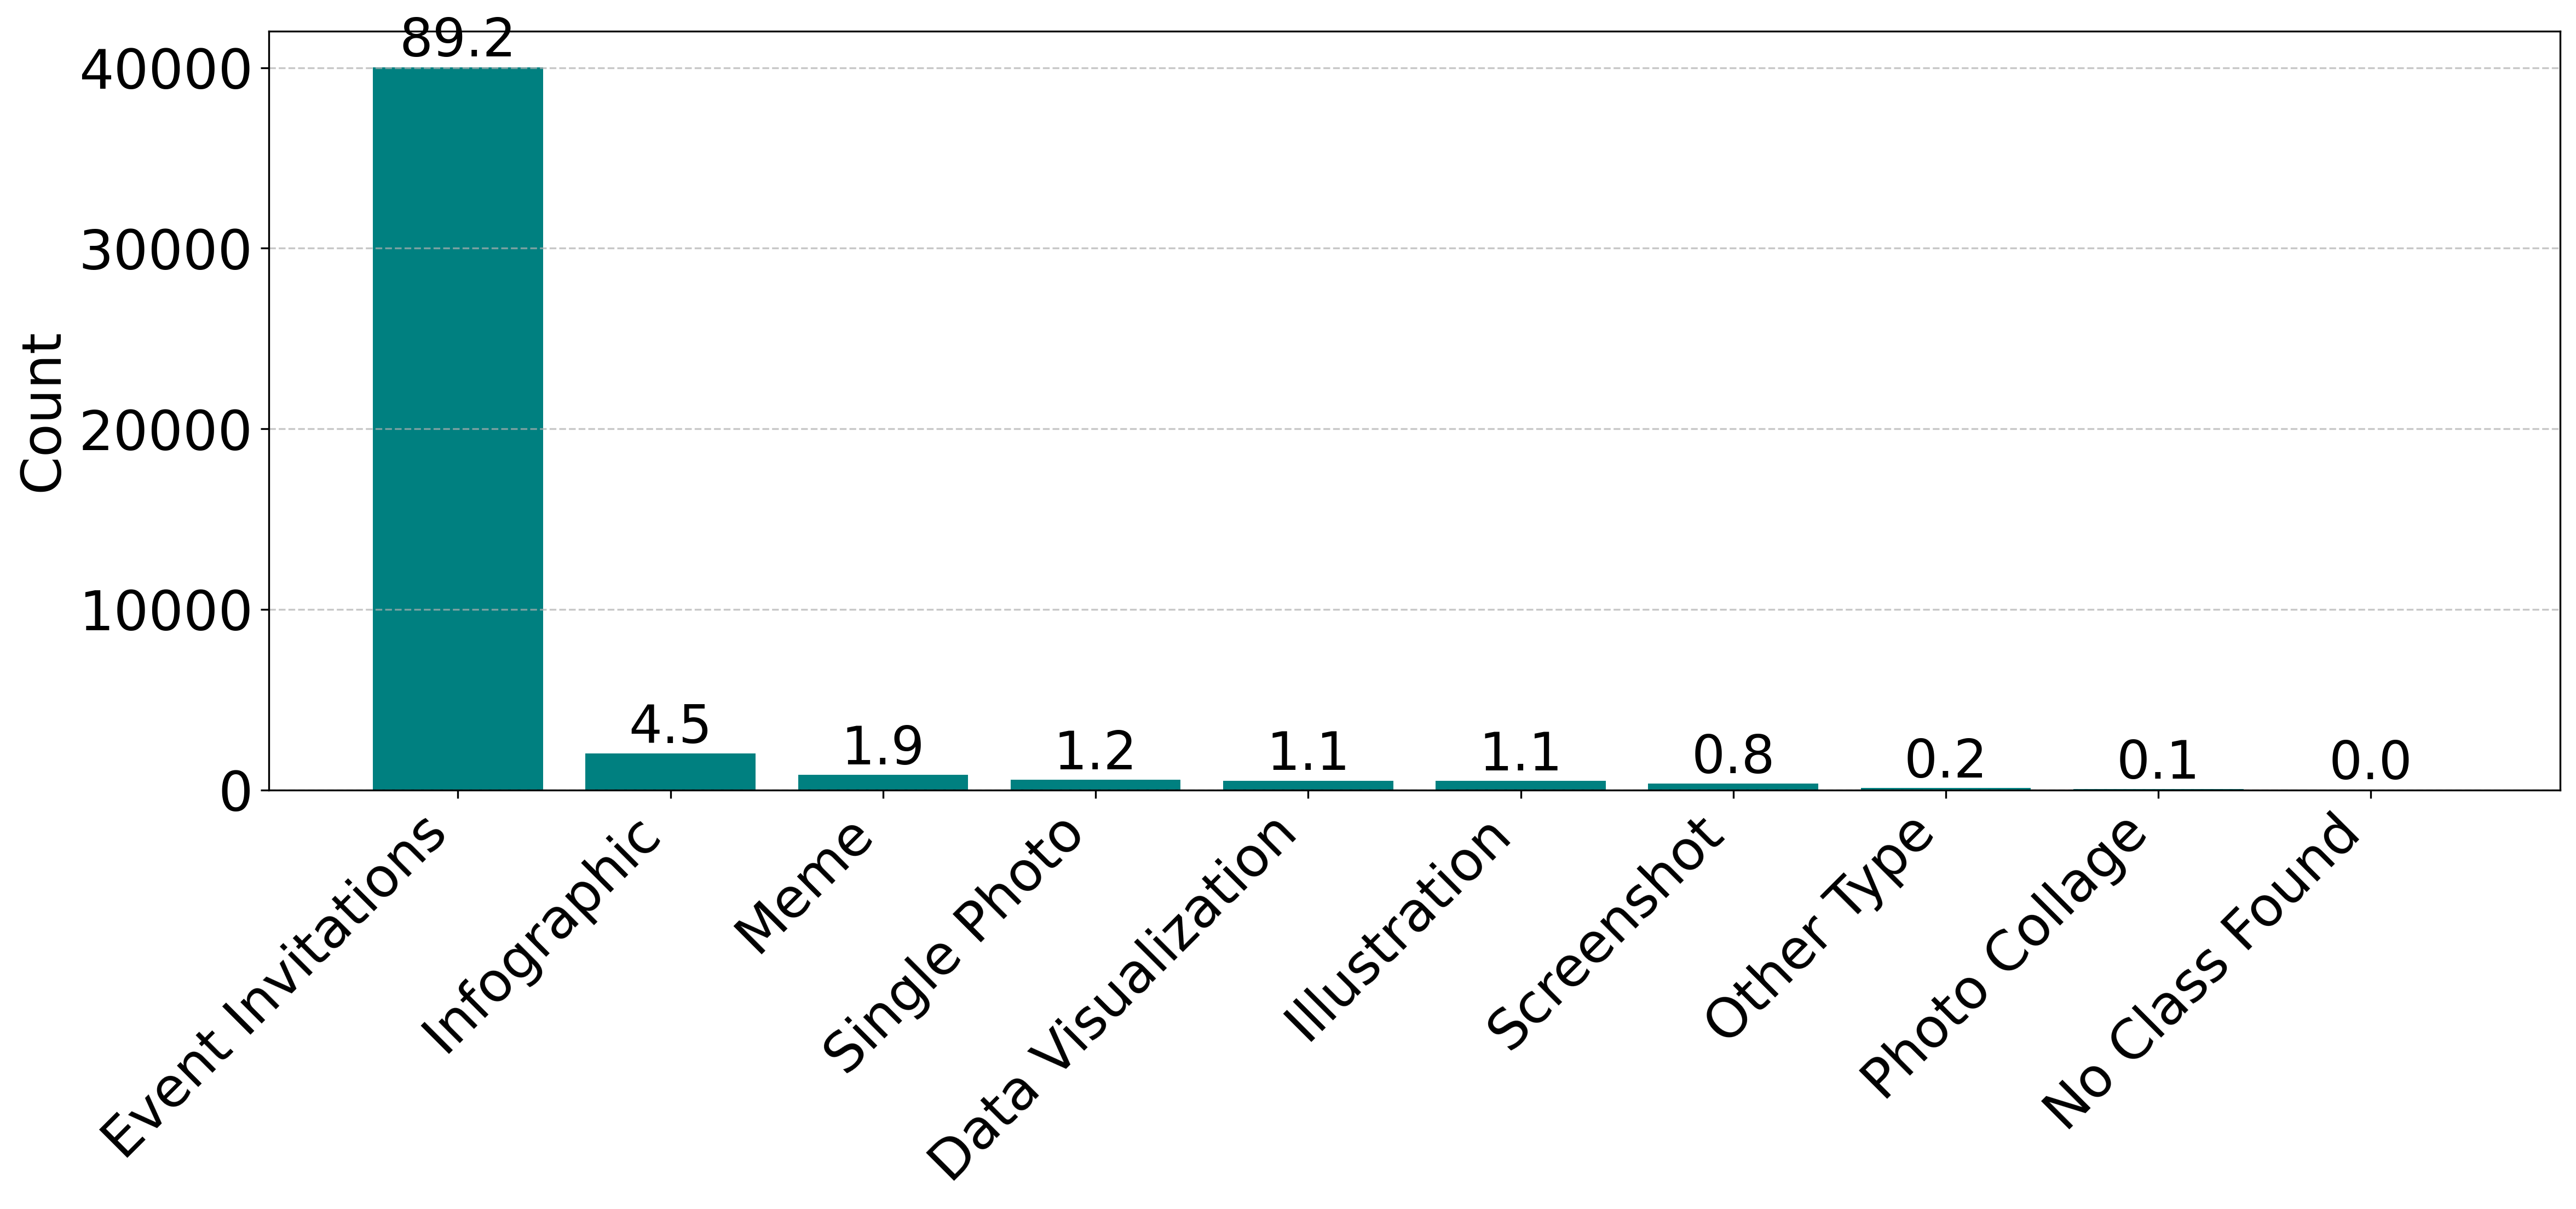 Count
40000
30000
20000
10000
0
89.2
4.5
1.9
1.2
1.1
1.1
0.8
0.2
0.1
0.0
Event Invitations
Infographic
Meme
Single Photo
Data Visualization
Illustration
Screenshot
Other Type
Photo Collage
No Class Found